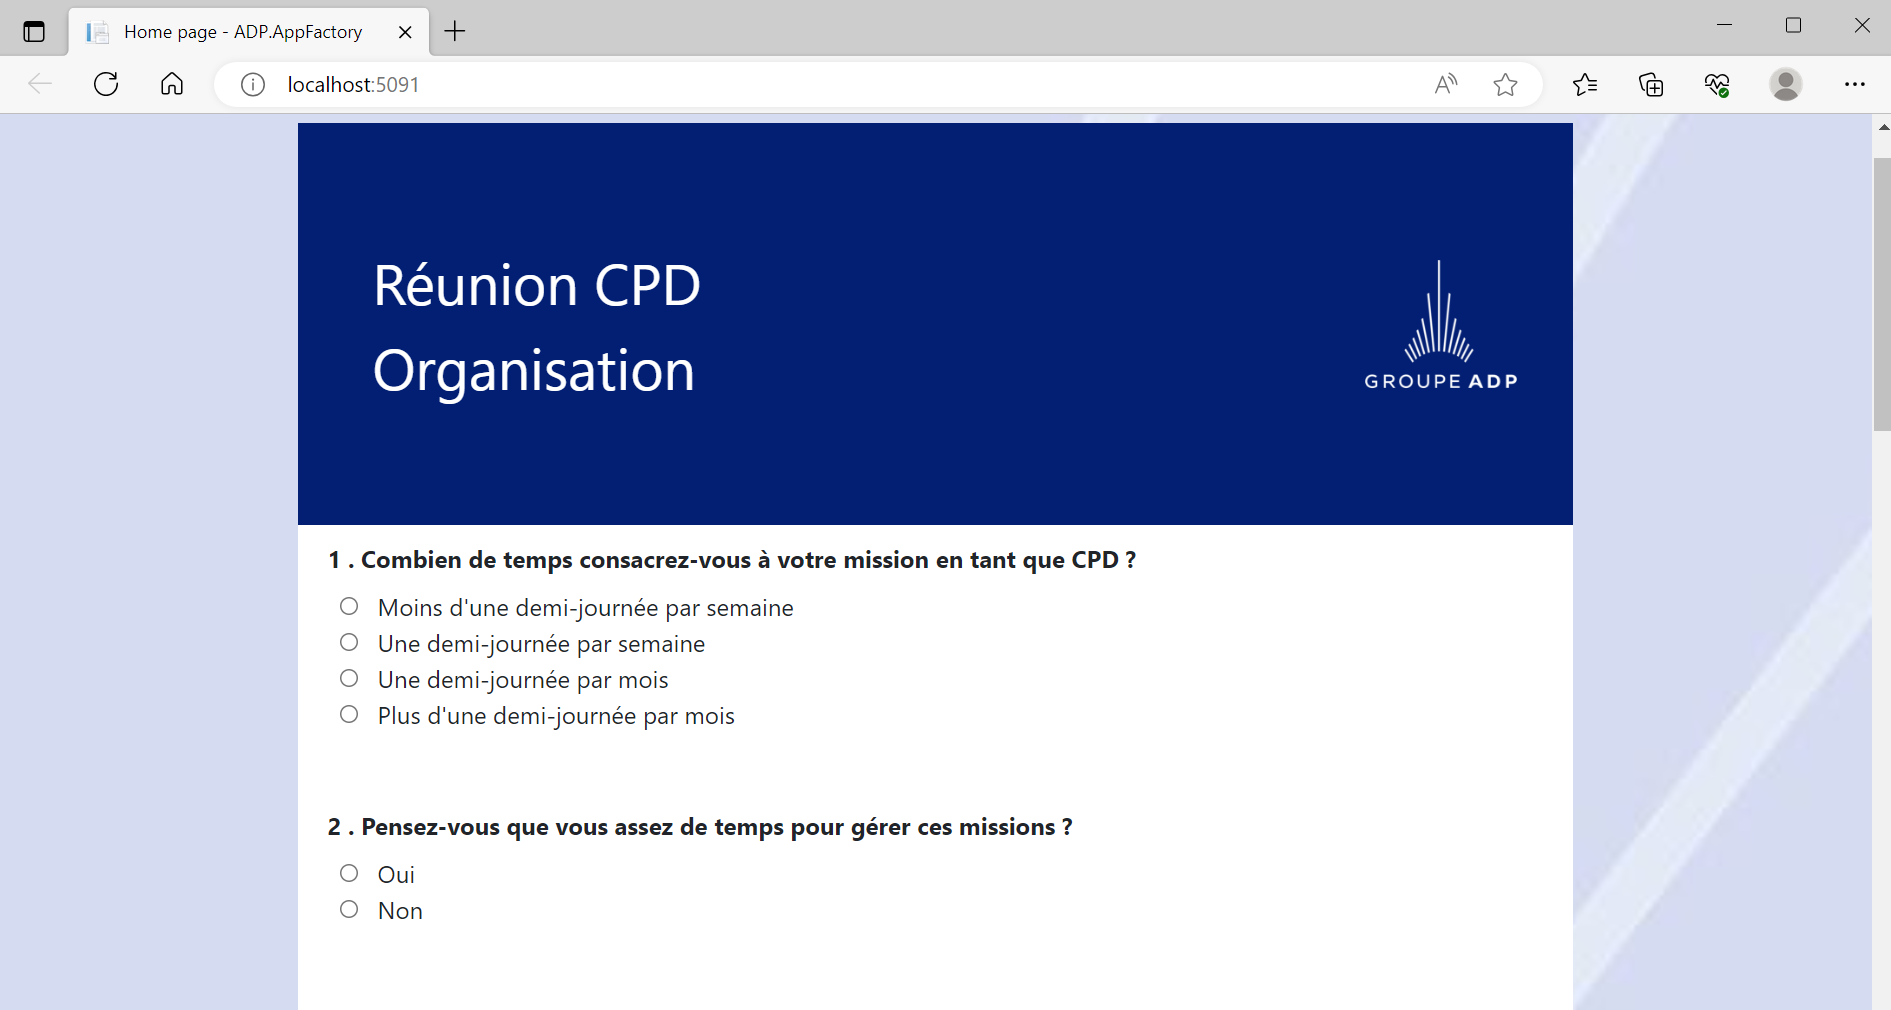 Home page - ADP.AppFactory
localhost:5091
Réunion CPD
Organisation
GROUPE ADP
1 . Combien de temps consacrez-vous à votre mission en tant que CPD ?
Moins d'une demi-journée par semaine
Une demi-journée par semaine
Une demi-journée par mois
Plus d'une demi-journée par mois
2 . Pensez-vous que vous assez de temps pour gérer ces missions ?
Oui
Non